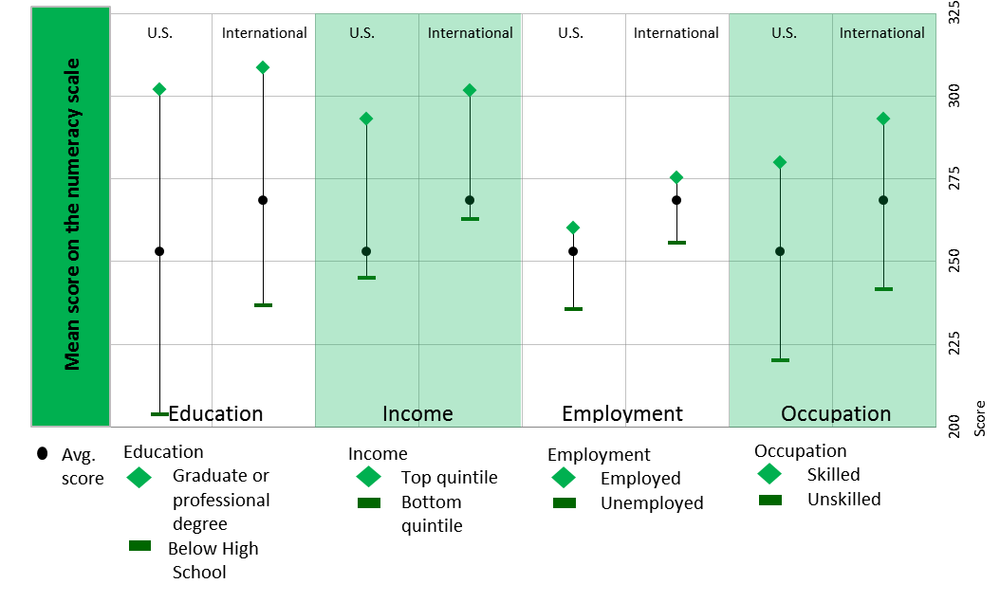 Mean score on the numeracy scale
U.S.
International
U.S.
International
U.S.
International
U.S.
International
325
300
275
250
225
200
Score
Education
Income
Employment
Occupation
Avg.
score
Education
Graduate or
professional
degree
Below High
School
Income
Top quintile
Bottom
quintile
Employment
Employed
Unemployed
Occupation
Skilled
Unskilled